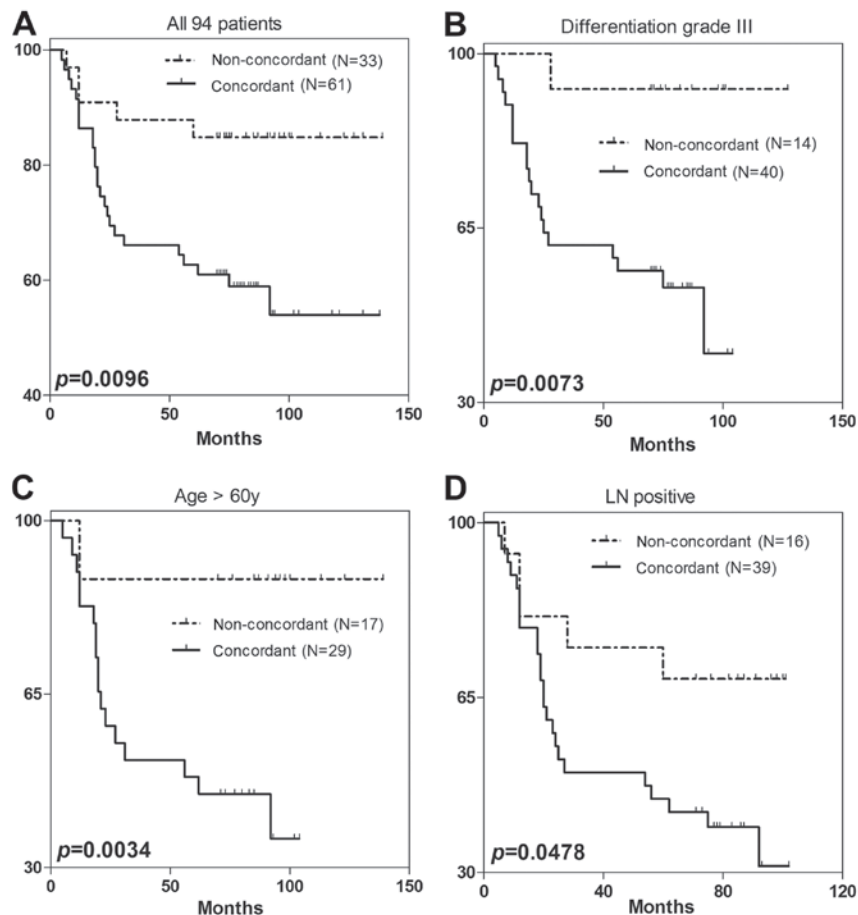 A
All 94 patients
100
80
60
40
Non-concordant (N=33)
Concordant (N=61)
p=0.0096
0 50 100 150
Months
B
Differentiation grade III
100
65
30
Non-concordant (N=14)
Concordant (N=40)
p=0.0073
0 50 100 150
Months
C
Age > 60y
100
65
30
Non-concordant (N=17)
Concordant (N=29)
p=0.0034
0 50 100 150
Months
D
LN positive
100
65
30
Non-concordant (N=16)
Concordant (N=39)
p=0.0478
0 40 80 120
Months